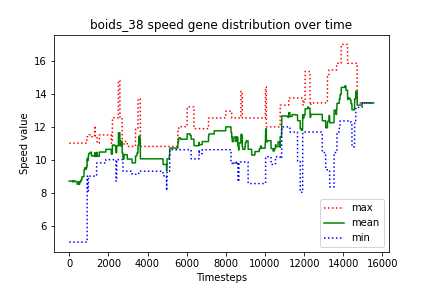 boids_38 speed gene distribution over time
Speed value
16
14
12
10
8
6
0 2000 4000 6000 8000 10000 12000 14000 16000
Timesteps
max
mean
min